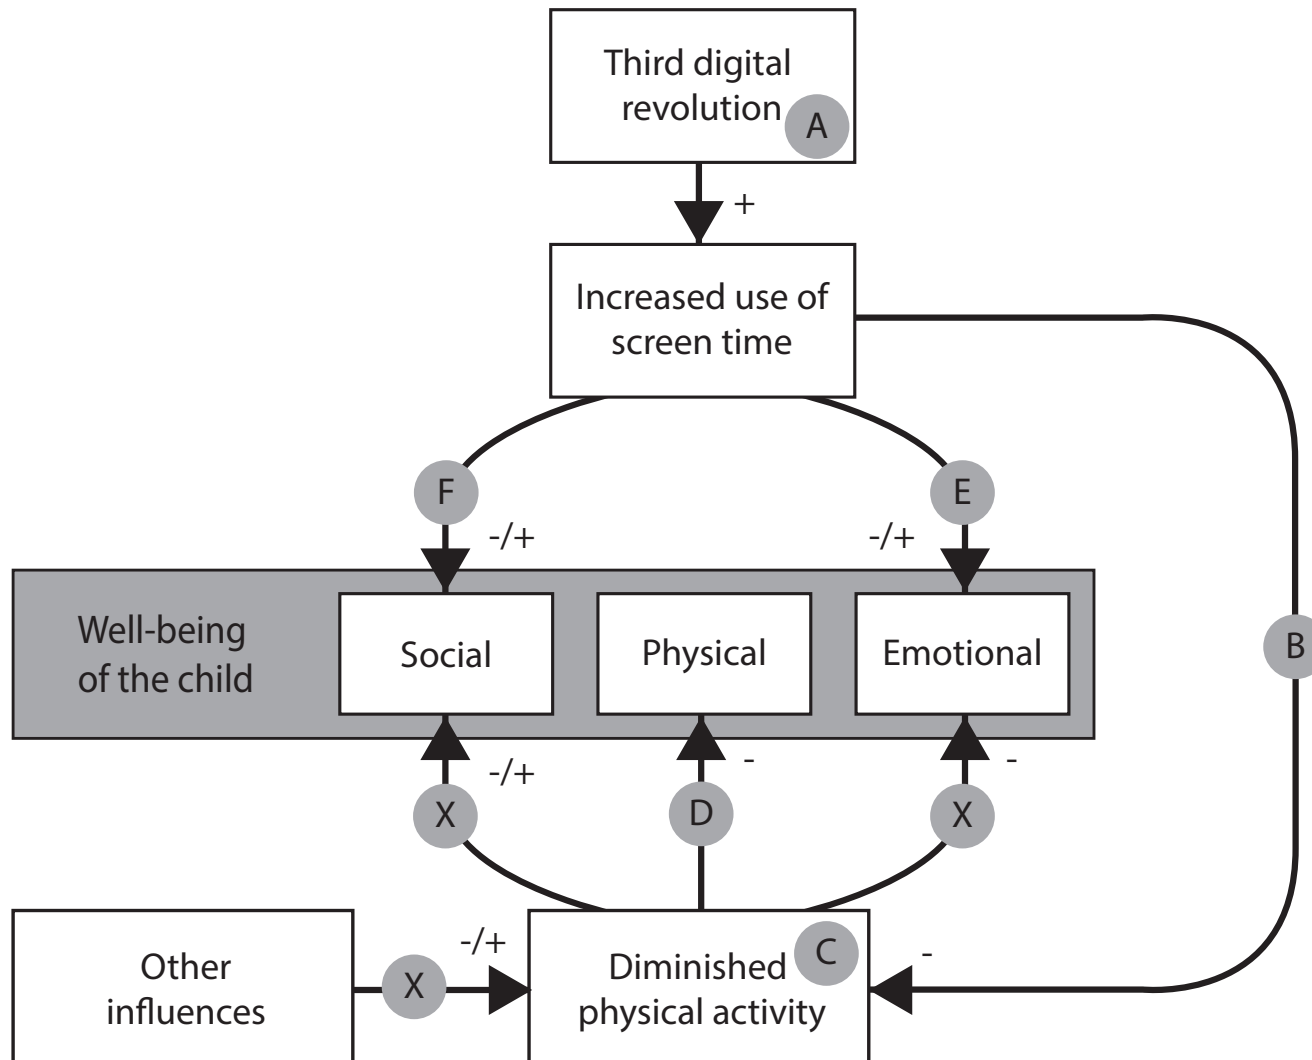 Third digital
revolution
A
+
Increased use of
screen time
F
E
-/+
-/+
Well-being
of the child
Social
Physical
Emotional
B
-/+
-
-
X
D
X
Other
influences
X
-/+
Diminished
physical activity
C
-